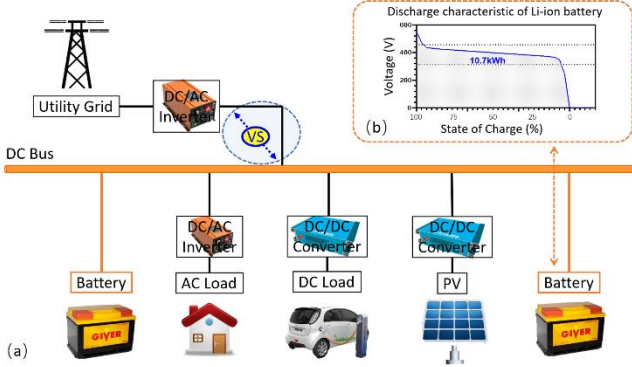 Discharge characteristic of Li-ion battery
600
400
200
0
Voltage (V)
10.7kWh
100
75
50
25
0
State of Charge (%)
(b)
Utility Grid
DC/AC
Inverter
VS
DC Bus
DC/AC
Inverter
DC/DC
Converter
DC/DC
Converter
Battery
AC Load
DC Load
PV
Battery
GIVER
GIVER
(a)